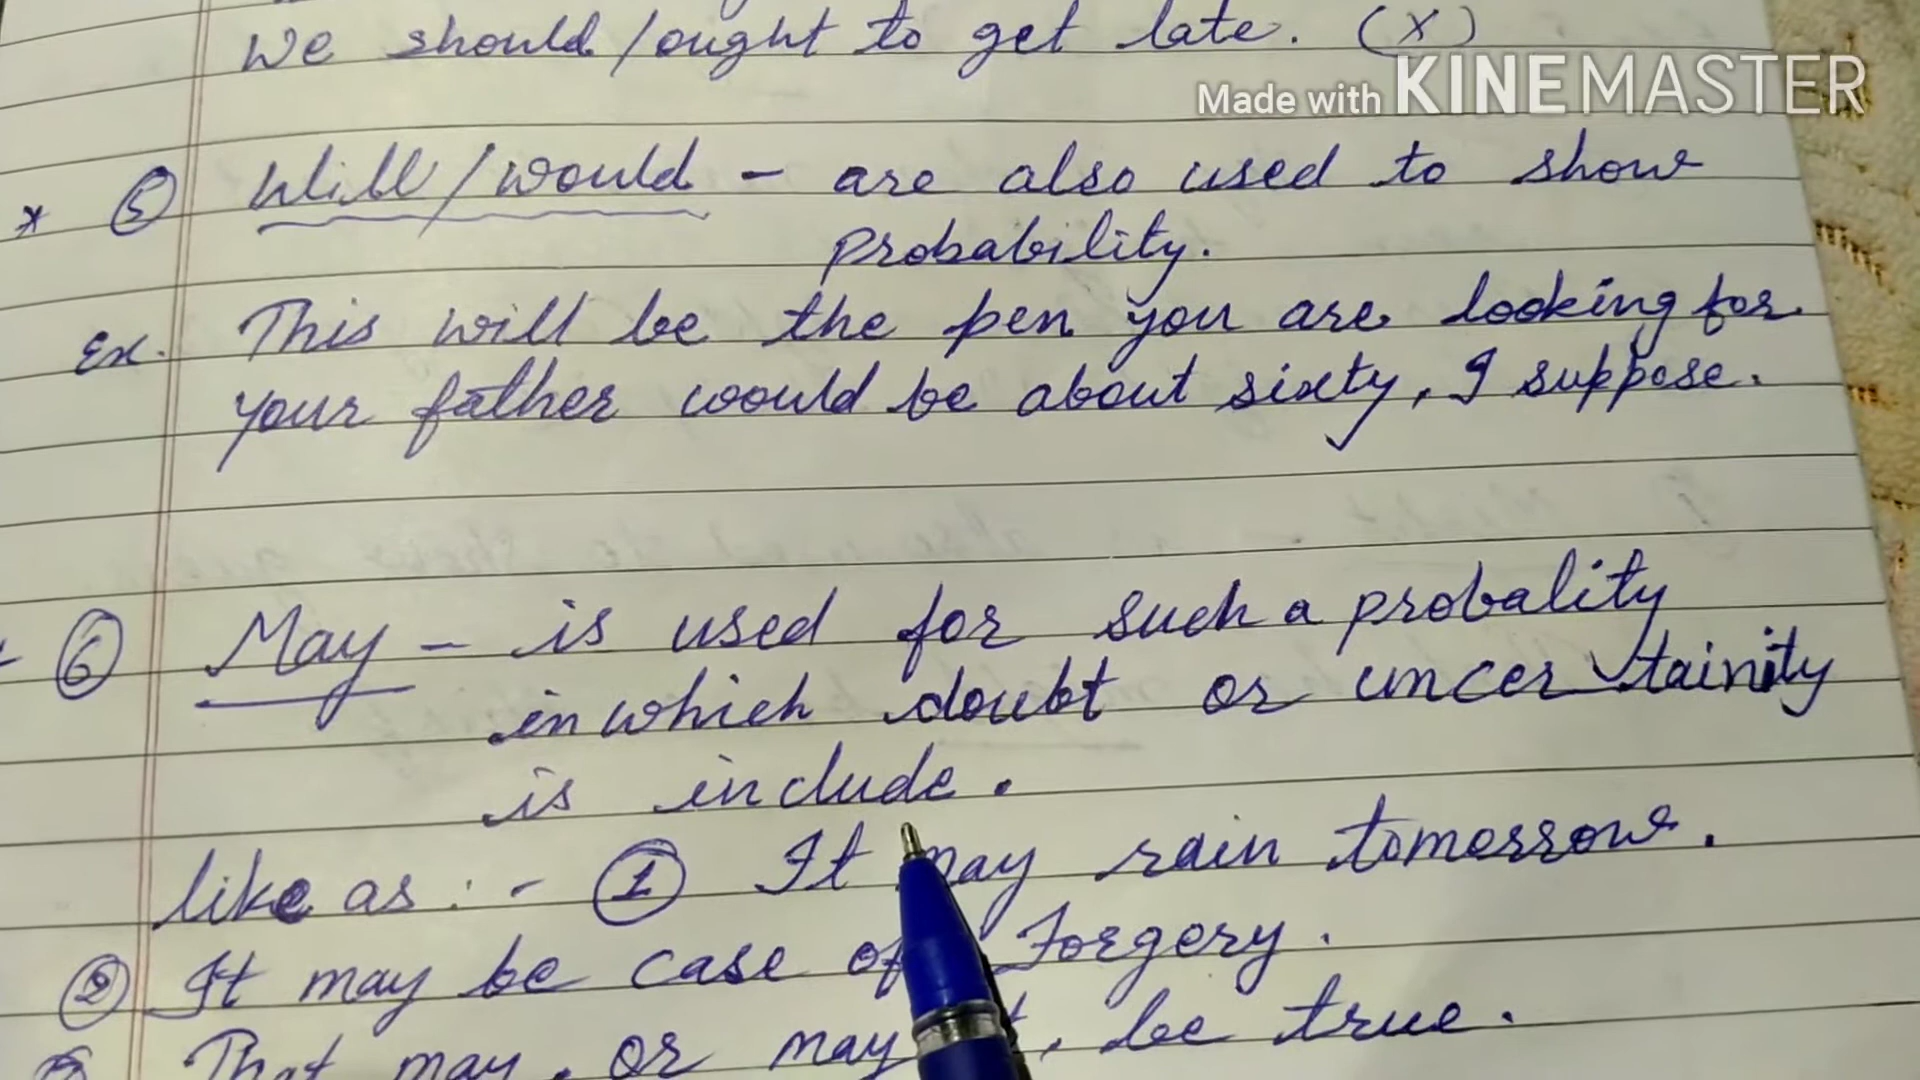 We should/ought to get late. (X)
Made with KINEMASTER
* 5 Will/would - are also used to show
probability.
Ex. This will be the pen you are looking for.
your father would be about sixty, I suppose.
6 May - is used for such a probality
in which doubt or uncertainity
is include.
like as :- 1 It may rain tomorrow.
2 It may be case of Forgery.
That may, or may , be true.